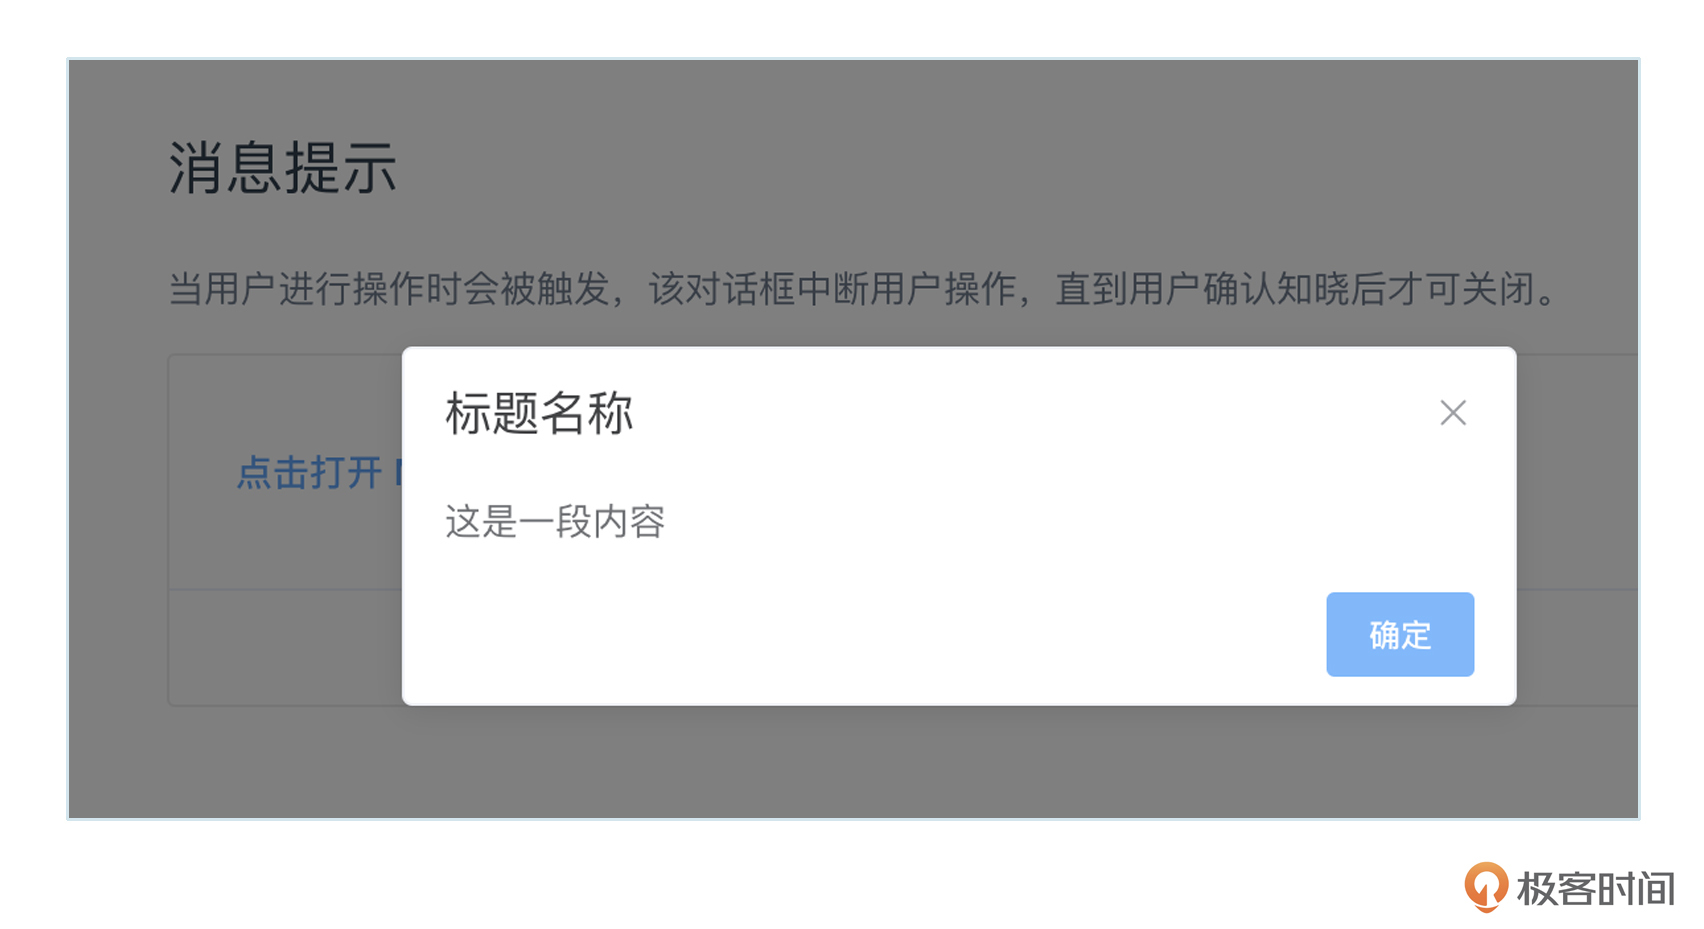 消息提示
当用户进行操作时会被触发，该对话框中断用户操作，直到用户确认知晓后才可关闭。
标题名称
点击打开
这是一段内容
确定
极客时间